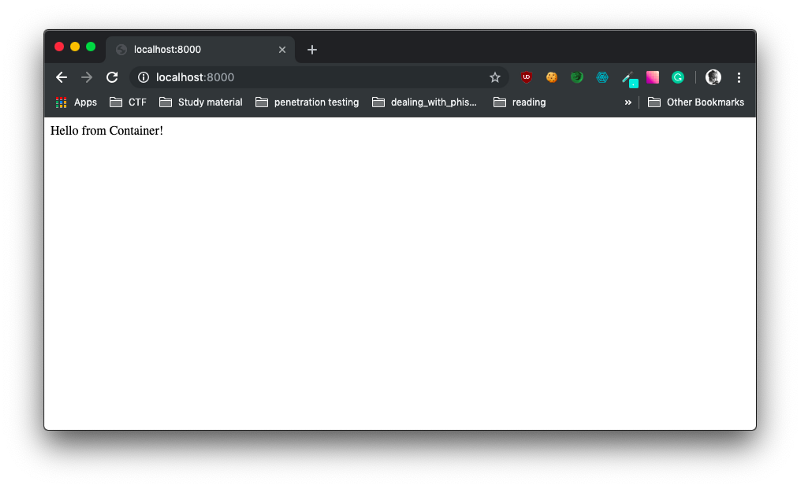 localhost:8000
localhost:8000
Apps CTF Study material penetration testing dealing_with_phis... reading » Other Bookmarks
Hello from Container!